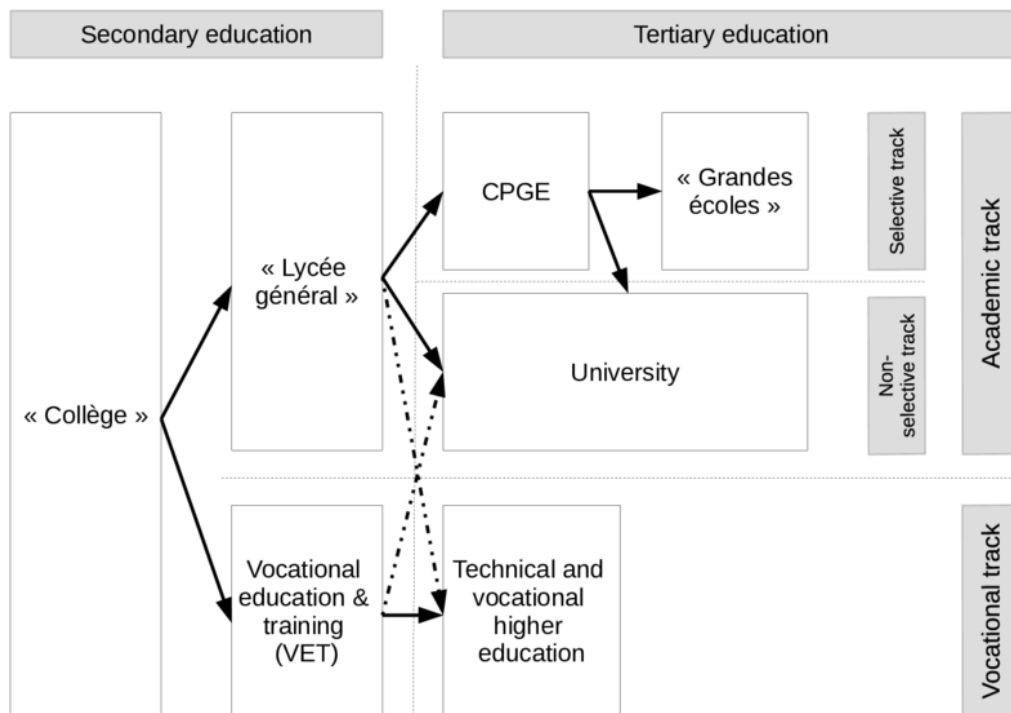 Secondary education
Tertiary education
« Collège »
« Lycée
général »
CPGE
« Grandes
écoles »
Selective track
University
Non-
selective track
Academic track
Vocational
education &
training
(VET)
Technical and
vocational
higher
education
Vocational track